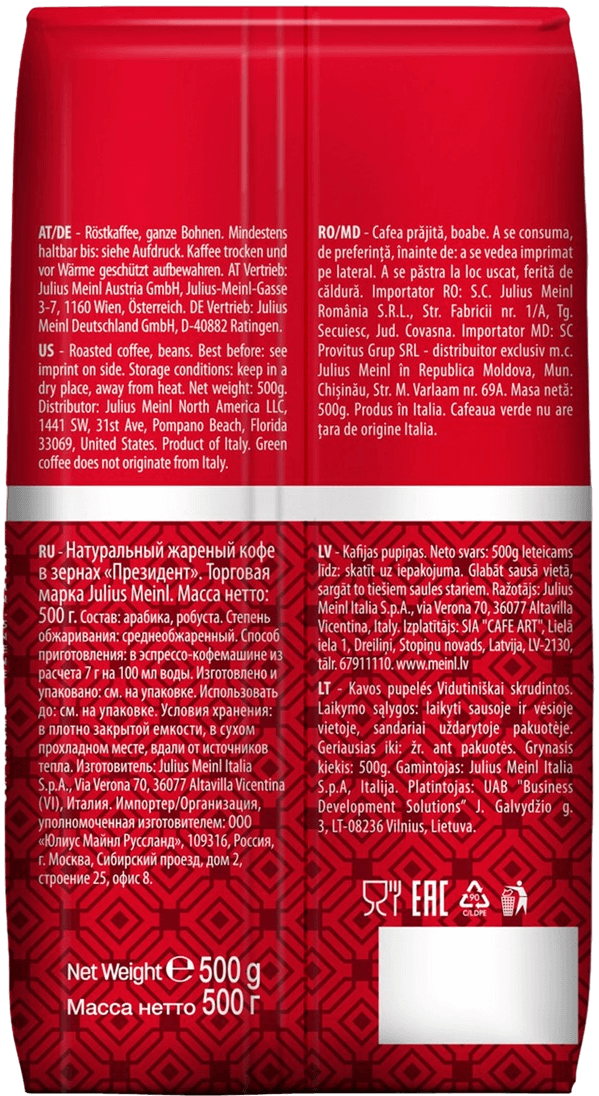 AT/DE - Röstkaffee, ganze Bohnen. Mindestens
haltbar bis: siehe Aufdruck. Kaffee trocken und
vor Wärme geschützt aufbewahren. AT Vertrieb:
Julius Meinl Austria GmbH, Julius-Meinl-Gasse
3-7, 1160 Wien, Österreich. DE Vertrieb: Julius
Meinl Deutschland GmbH, D-40882 Ratingen.
US - Roasted coffee, beans. Best before: see
imprint on side. Storage conditions: keep in a
dry place, away from heat. Net weight: 500g.
Distributor: Julius Meinl North America LLC,
1441 SW, 31st Ave, Pompano Beach, Florida
33069, United States. Product of Italy. Green
coffee does not originate from Italy.
RO/MD - Cafea prăjită, boabe. A se consuma,
de preferință, înainte de: a se vedea imprimat
pe lateral. A se păstra la loc uscat, ferită de
căldură. Importator RO: S.C. Julius Meinl
România S.R.L., Str. Fabricii nr. 1/A, Tg.
Secuiesc, Jud. Covasna. Importator MD: SC
Provitus Grup SRL - distribuitor exclusiv m.c.
Julius Meinl în Republica Moldova, Mun.
Chișinău, Str. M. Varlaam nr. 69A. Masa netă:
500g. Produs în Italia. Cafeaua verde nu are
țara de origine Italia.
RU - Натуральный жареный кофе
в зернах «Президент». Торговая
марка Julius Meinl. Масса нетто:
500 г. Состав: арабика, робуста. Степень
обжаривания: среднеобжаренный. Способ
приготовления: в эспрессо-кофемашине из
расчета 7 г на 100 мл воды. Изготовлено и
упаковано: см. на упаковке. Использовать
до: см. на упаковке. Условия хранения:
в плотно закрытой емкости, в сухом
прохладном месте, вдали от источников
тепла. Изготовитель: Julius Meinl Italia
S.p.A., Via Verona 70, 36077 Altavilla Vicentina
(VI), Италия. Импортер/Организация,
уполномоченная изготовителем: ООО
«Юлиус Майнл Руссланд», 109316, Россия,
г. Москва, Сибирский проезд, дом 2,
строение 25, офис 8.
LV - Kafijas pupiņas. Neto svars: 500g Ieteicams
līdz: skatīt uz iepakojuma. Glabāt sausā vietā,
sargāt to tiešiem saules stariem. Ražotājs: Julius
Meinl Italia S.p.A., via Verona 70, 36077 Altavilla
Vicentina, Italy. Izplatītājs: SIA "CAFE ART", Lielā
iela 1, Dreiliņi, Stopiņu novads, Latvija, LV-2130,
tālr. 67911110. www.meinl.lv
LT - Kavos pupelės Vidutiniškai skrudintos.
Laikymo sąlygos: laikyti sausoje ir vėsioje
vietoje, sandariai uždarytoje pakuotėje.
Geriausias iki: žr. ant pakuotės. Grynasis
kiekis: 500g. Gamintojas: Julius Meinl Italia
S.p.A, Italija. Platintojas: UAB "Business
Development Solutions” J. Galvydžio g.
3, LT-08236 Vilnius, Lietuva.
EAC
90
C/LDPE
Net Weight ℮ 500 g
Масса нетто 500 г